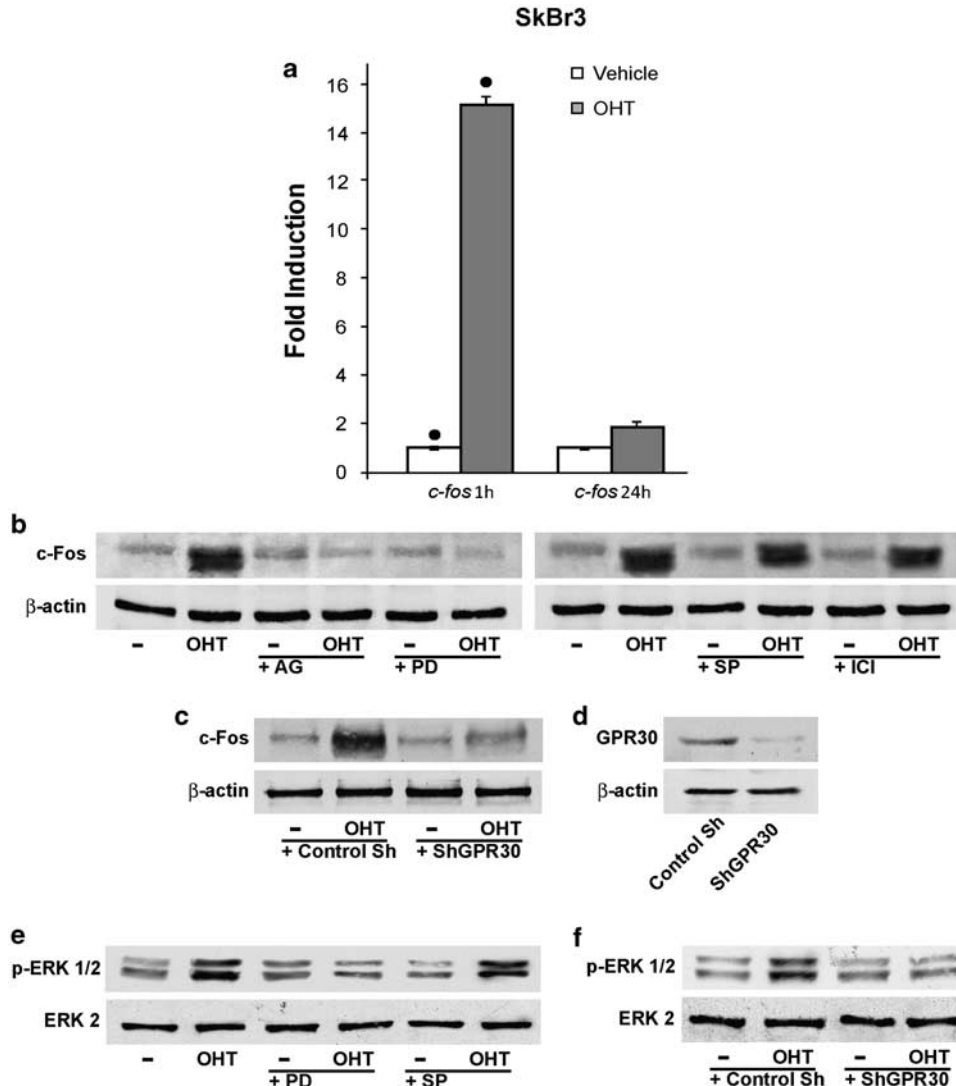 SkBr3
a
16
14
12
10
8
6
4
2
0
Fold Induction
Vehicle
OHT
c-fos 1h c-fos 24h
b
c-Fos
β-actin
– OHT – OHT – OHT – OHT – OHT – OHT
+ AG + PD + SP + ICI
c
c-Fos
β-actin
– OHT – OHT
+ Control Sh + ShGPR30
d
GPR30
β-actin
Control Sh
ShGPR30
e
p-ERK 1/2
ERK 2
– OHT – OHT – OHT
+ PD + SP
f
p-ERK 1/2
ERK 2
– OHT – OHT
+ Control Sh + ShGPR30